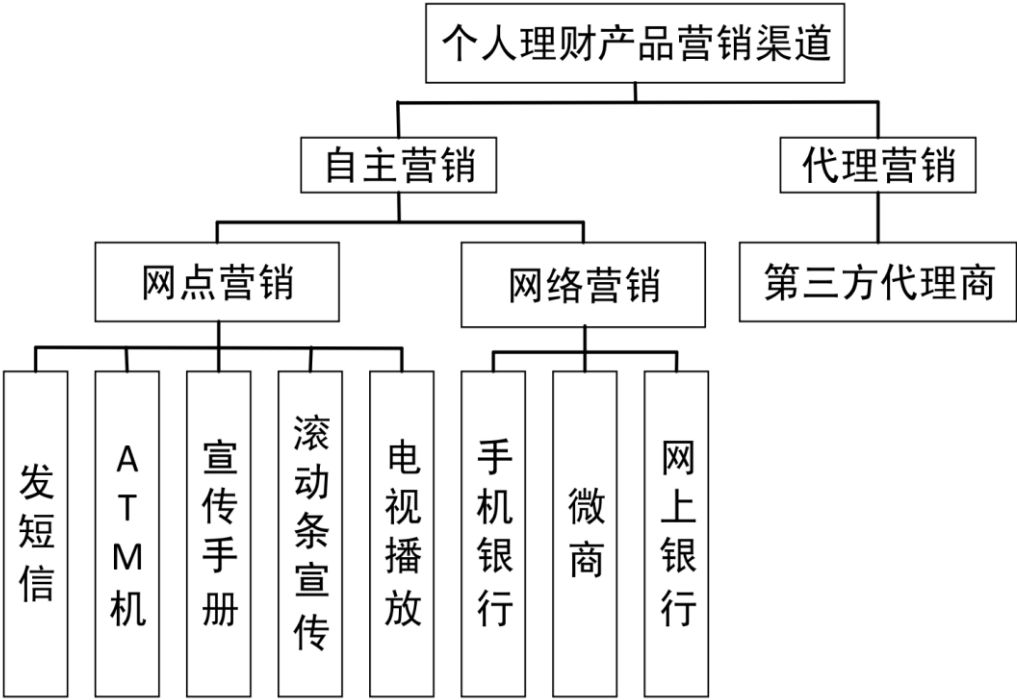 个人理财产品营销渠道
自主营销
代理营销
网点营销
网络营销
第三方代理商
发短信
ATM机
宣传手册
滚动条宣传
电视播放
手机银行
微商
网上银行